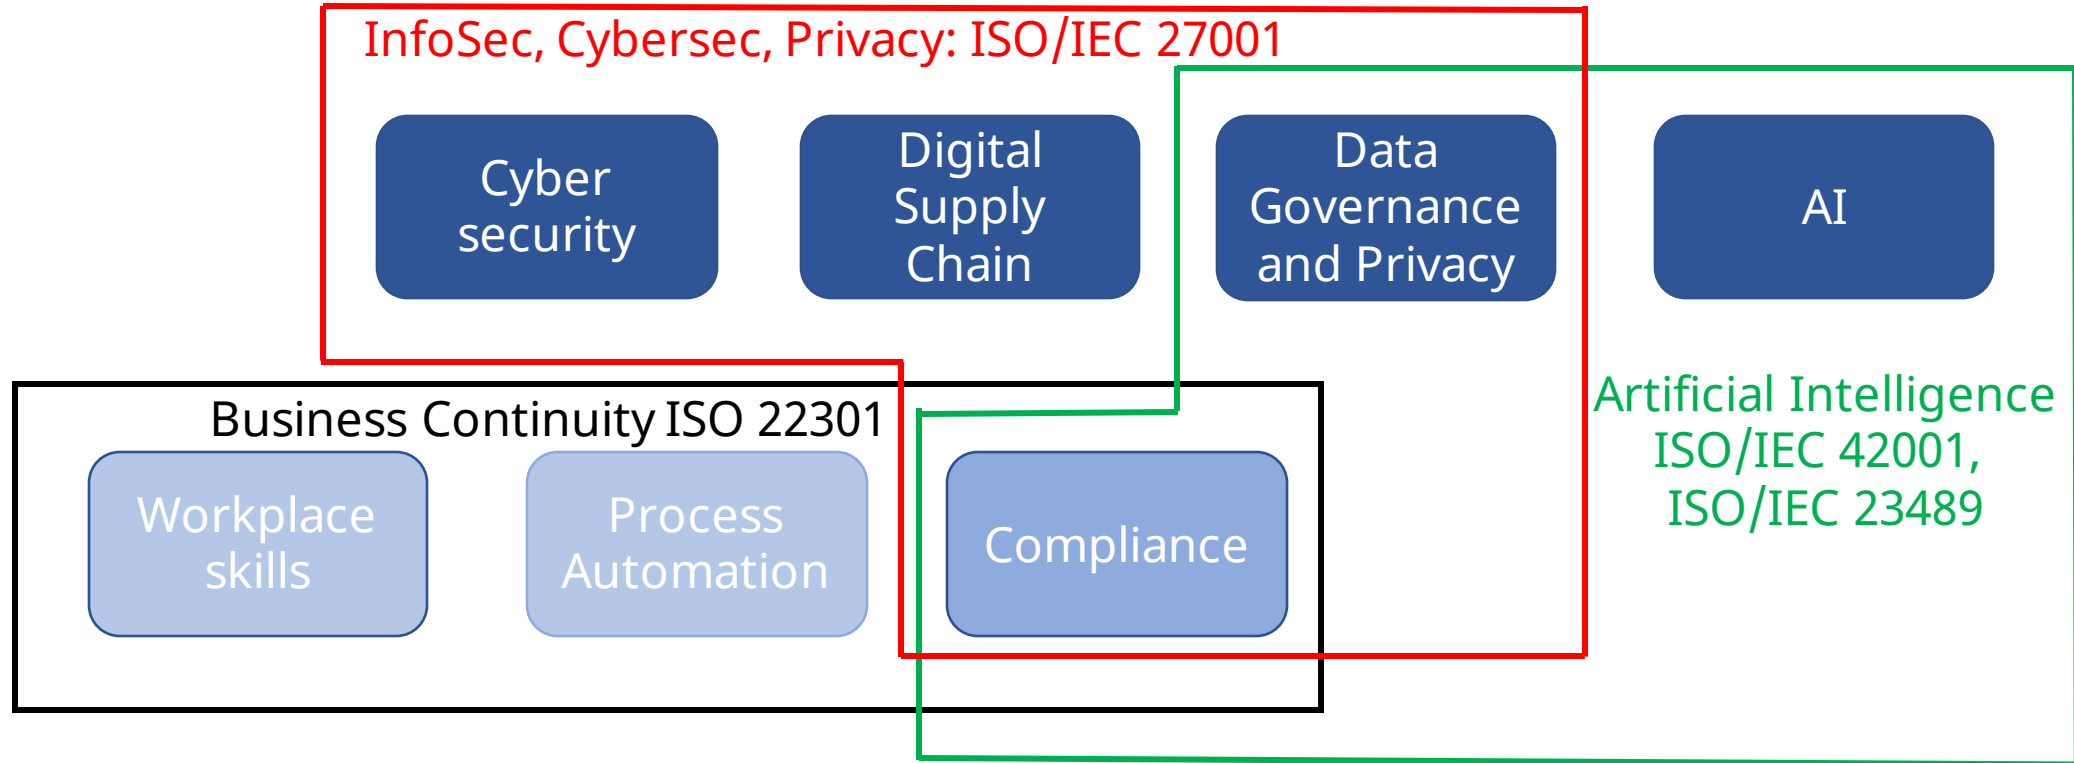 InfoSec, Cybersec, Privacy: ISO/IEC 27001
Cyber
security
Digital
Supply
Chain
Data
Governance
and Privacy
AI
Business Continuity ISO 22301
Workplace
skills
Process
Automation
Compliance
Artificial Intelligence
ISO/IEC 42001,
ISO/IEC 23489